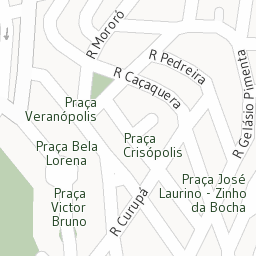 R Mororó
R Pedreira
R Caçaquera
R Gelásio Pimenta
Praça
Veranópolis
Praça
Crisópolis
Praça Bela
Lorena
Praça José
Laurino - Zinho
da Bocha
Praça
Victor
Bruno
R Curupá